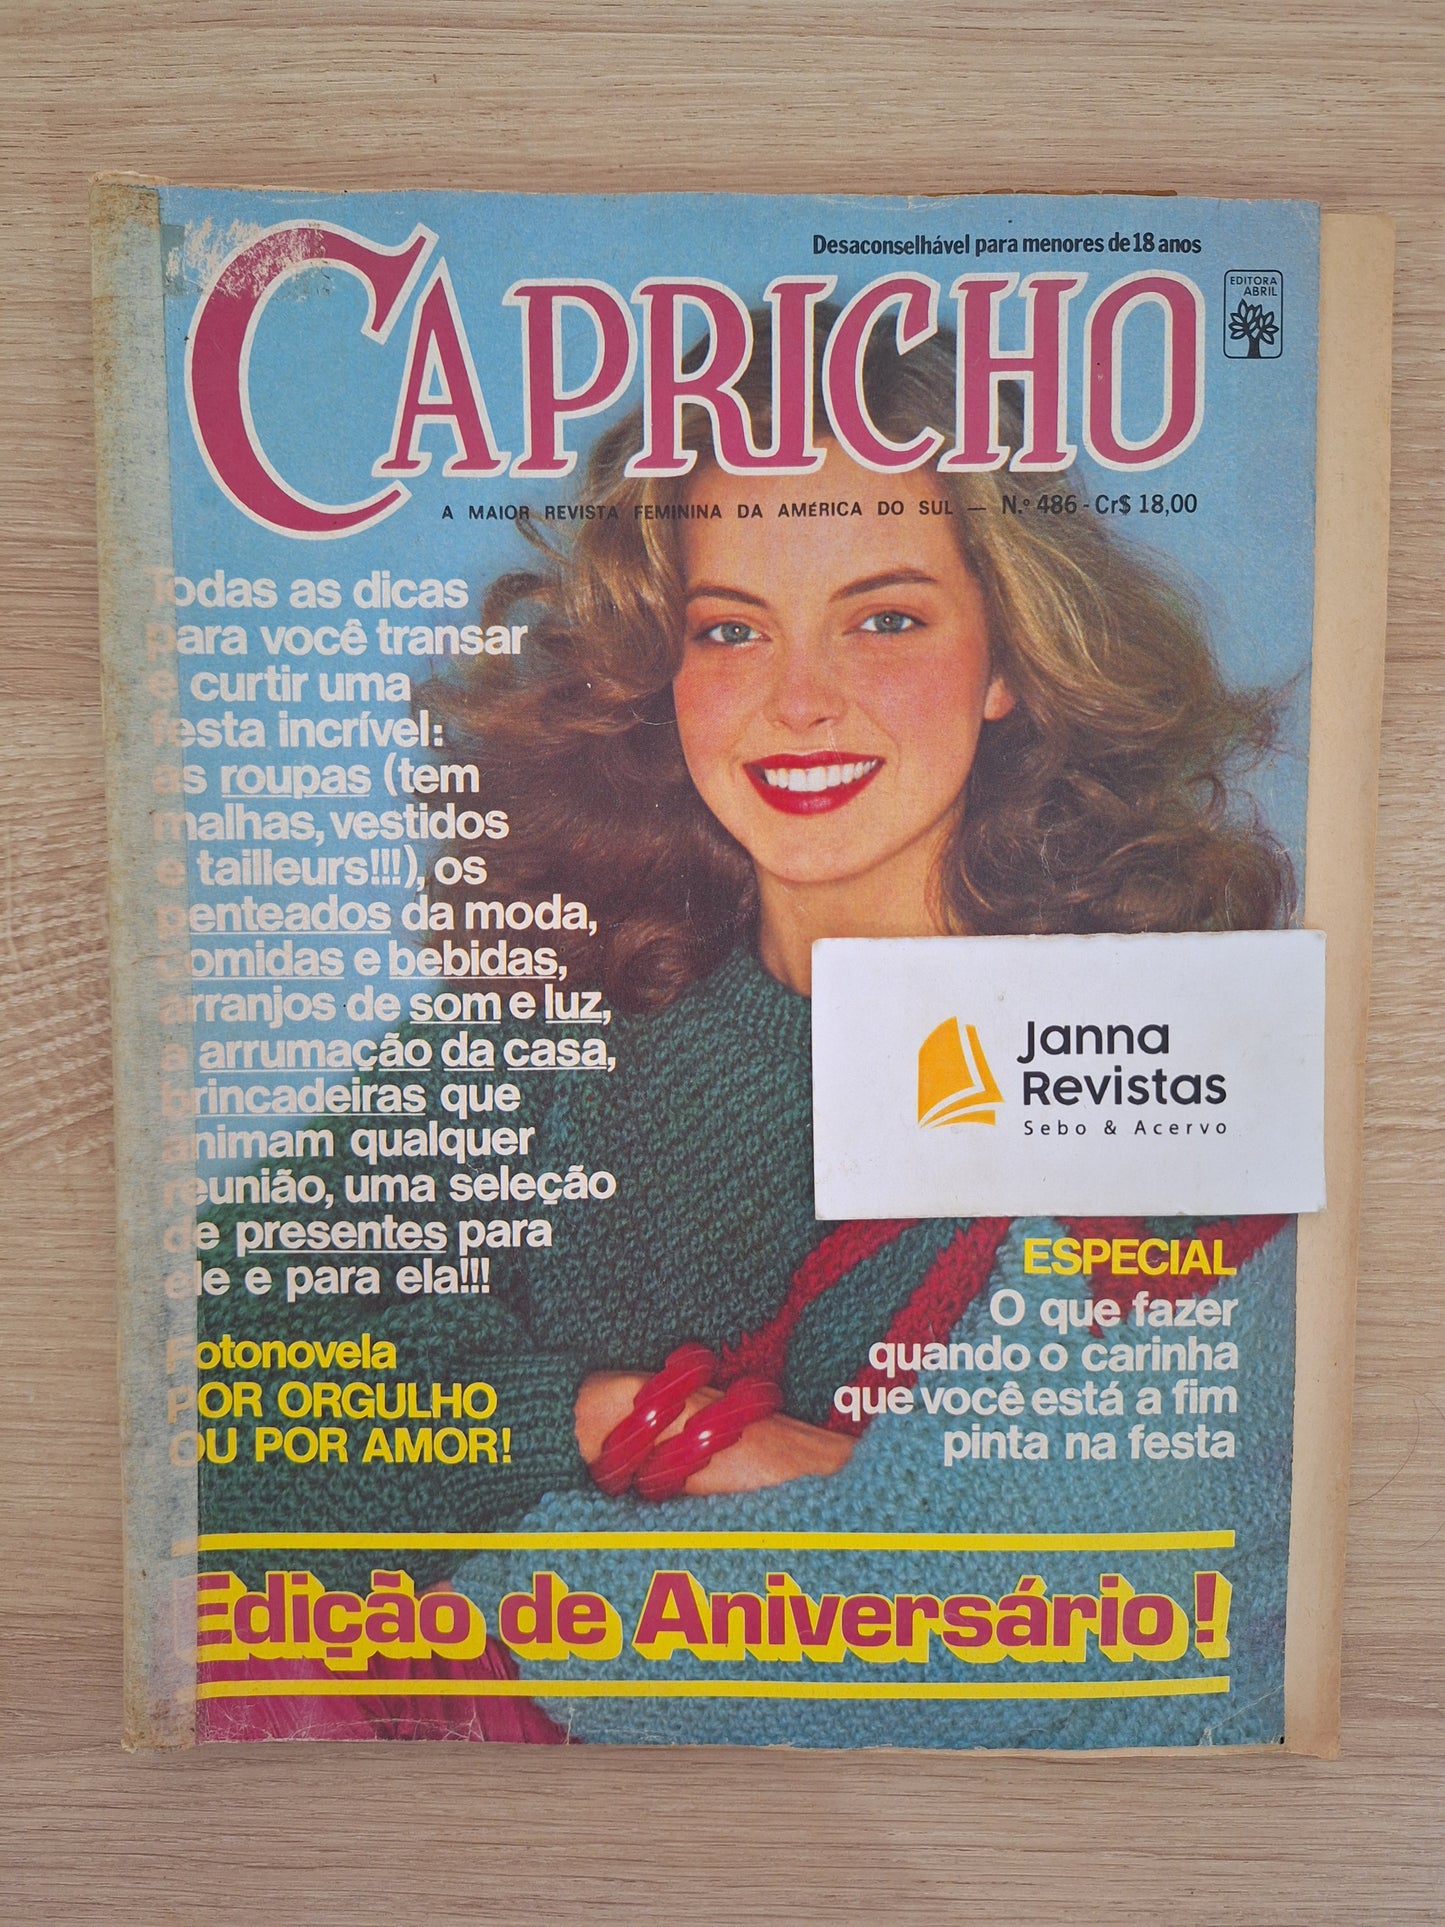 Desaconselhável para menores de 18 anos
CAPRICHO
EDITORA
ABRIL
A MAIOR REVISTA FEMININA DA AMÉRICA DO SUL — N.º 486 - Cr$ 18,00
Todas as dicas
para você transar
e curtir uma
festa incrível:
as roupas (tem
malhas, vestidos
e tailleurs!!!), os
penteados da moda,
comidas e bebidas,
arranjos de som e luz,
a arrumação da casa,
brincadeiras que
animam qualquer
reunião, uma seleção
de presentes para
ele e para ela!!!
Fotonovela
POR ORGULHO
OU POR AMOR!
Janna
Revistas
Sebo & Acervo
ESPECIAL
O que fazer
quando o carinha
que você está a fim
pinta na festa
Edição de Aniversário!